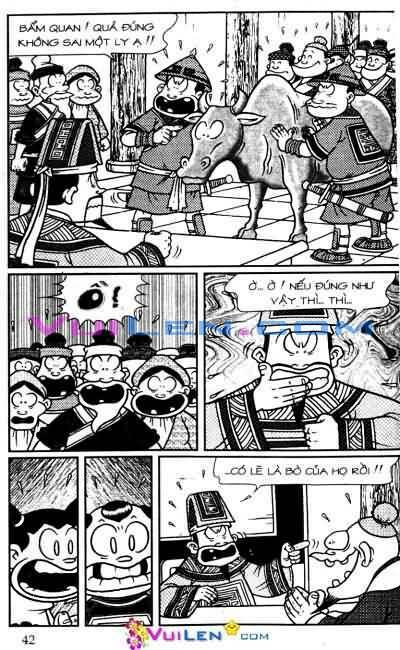 BẨM QUAN ! QUẢ ĐÚNG
KHÔNG SAI MỘT LY Ạ !!
Ồ !
Ờ... Ờ ! NẾU ĐÚNG NHƯ
VẬY THÌ... THÌ...
VUILEN.COM
...CÓ LẼ LÀ BÒ CỦA HỌ RỒI !!
42
VUILEN.COM